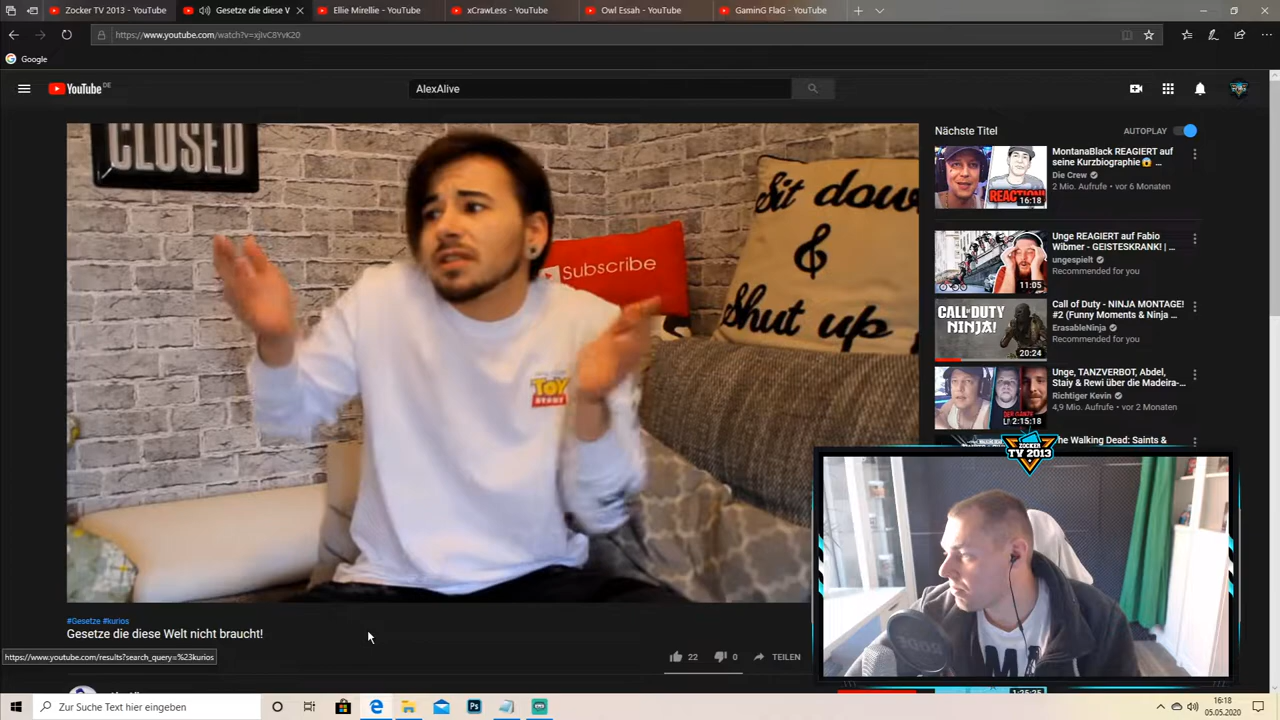 Zocker TV 2013 - YouTube
Gesetze die diese V
Ellie Mirellie - YouTube
xCrawLess - YouTube
Owl Essah - YouTube
GaminG FlaG - YouTube
https://www.youtube.com/watch?v=xjivC8YvK20
Google
YouTube DE
AlexAlive
CLOSED
Subscribe
Sit down
&
Shut up
TOY
STORY
Nächste Titel
AUTOPLAY
MontanaBlack REAGIERT auf
seine Kurzbiographie😱 ...
Die Crew
2 Mio. Aufrufe • vor 6 Monaten
REACTION!
16:18
Unge REAGIERT auf Fabio
Wibmer - GEISTESKRANK! | ...
ungespielt
Recommended for you
11:05
Call of Duty - NINJA MONTAGE!
#2 (Funny Moments & Ninja ...
ErasableNinja
Recommended for you
CALL OF DUTY
NINJA!
20:24
Unge, TANZVERBOT, Abdel,
Staiy & Rewi über die Madeira-...
Richtiger Kevin
4,9 Mio. Aufrufe • vor 2 Monaten
2:15:18
The Walking Dead: Saints &
ZOCKER
TV 2013
RODE
#Gesetze #kurios
Gesetze die diese Welt nicht braucht!
https://www.youtube.com/results?search_query=%23kurios
22
0
TEILEN
1:25:25
Zur Suche Text hier eingeben
16:18
05.05.2020